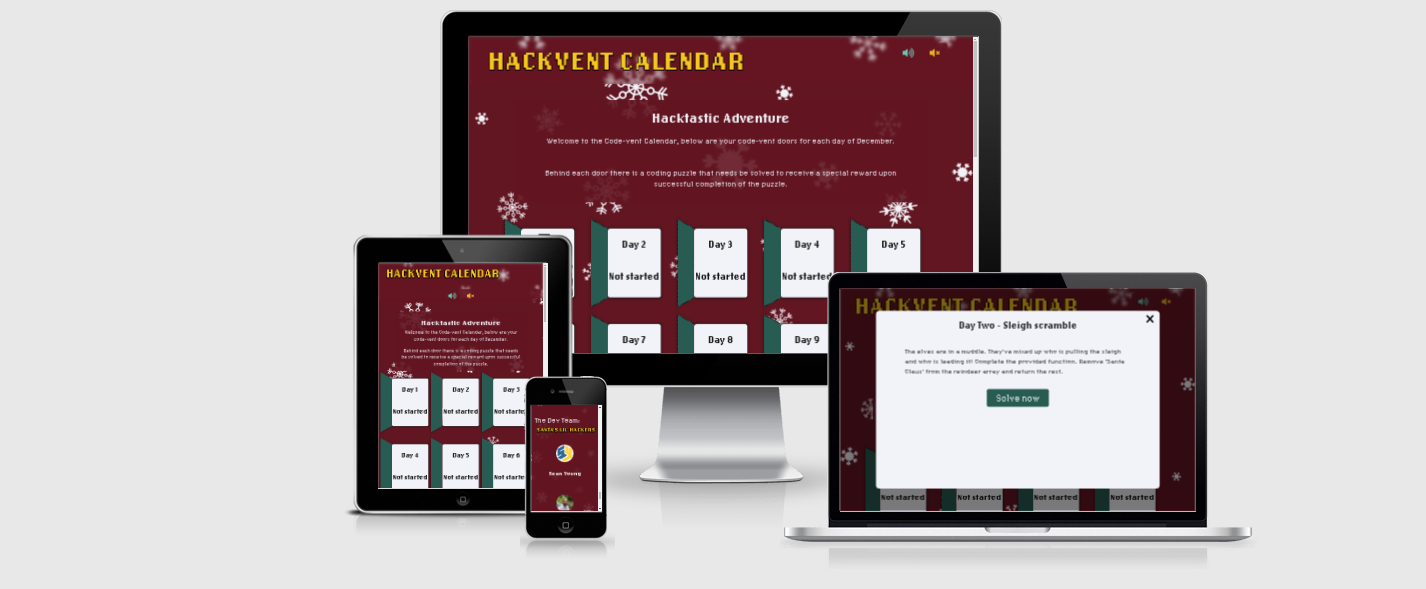 HACKVENT CALENDAR
Hacktastic Adventure
Welcome to the Code-vent Calendar, below are your code-vent doors for each day of December.
Behind each door there is a coding puzzle that needs be solved to receive a special reward upon
successful completion of the puzzle.
Day 2
Day 3
Day 4
Day 5
Not started
Not started
Not started
Day 7
Day 8
Day 9
HACKVENT CALENDAR
Hacktastic Adventure
Welcome to the Code-vent Calendar, below are your
code-vent doors for each day of December.
Behind each door there is a coding puzzle that needs
be solved to receive a special reward upon successful
completion of the puzzle.
Day 1
Day 2
Day 3
Not started
Not started
Not started
Day 4
Day 5
Day 6
Not started
Not started
Not started
The Dev Team:
SANTA'S LIL HACKERS
Sean Young
HACKVENT CALENDAR
Day Two - Sleigh scramble
The elves are in a muddle. They've mixed up who is pulling the sleigh
and who is leading it! Complete the provided function. Remove 'Santa
Claus' from the reindeer array and return the rest.
Solve now
Not started
Not started
Not started
Not started